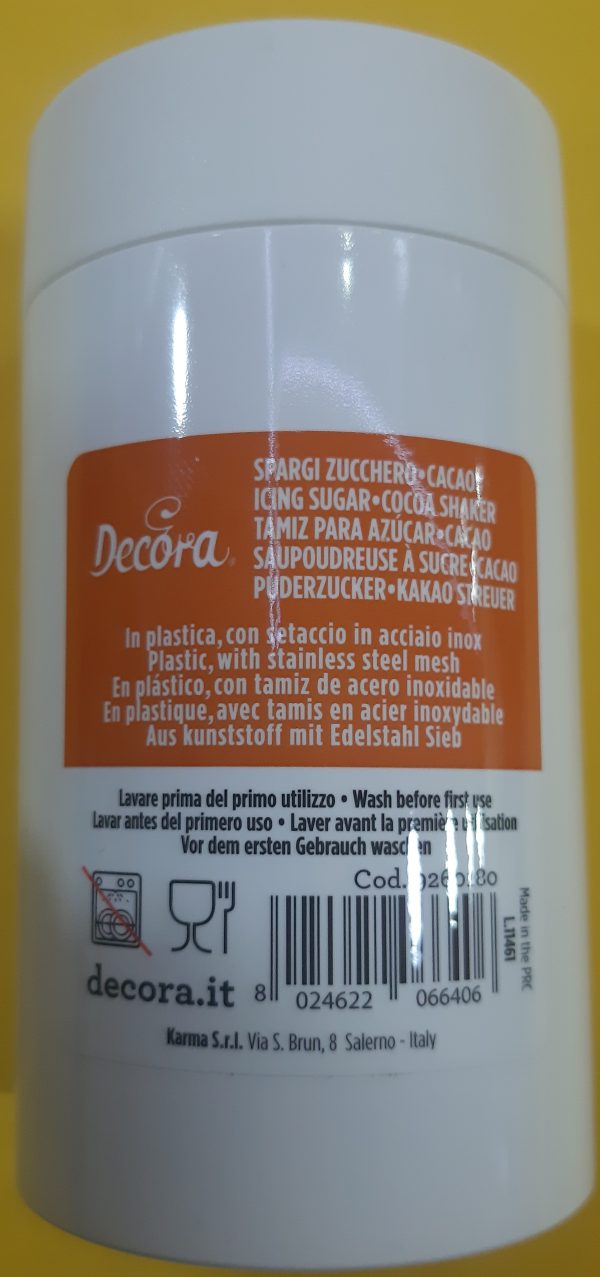 Decora
SPARGI ZUCCHERO•CACAO
ICING SUGAR•COCOA SHAKER
TAMIZ PARA AZÚCAR•CACAO
SAUPOUDREUSE À SUCRE•CACAO
PUDERZUCKER•KAKAO STREUER
In plastica, con setaccio in acciaio inox
Plastic, with stainless steel mesh
En plástico, con tamiz de acero inoxidable
En plastique, avec tamis en acier inoxydable
Aus kunststoff mit Edelstahl Sieb
Lavare prima del primo utilizzo • Wash before first use
Lavar antes del primero uso • Laver avant la première utilisation
Vor dem ersten Gebrauch waschen
Cod. 9260180
decora.it
8 024622 066406
Made in the PRC
L.11461
Karma S.r.l. Via S. Brun, 8 Salerno - Italy